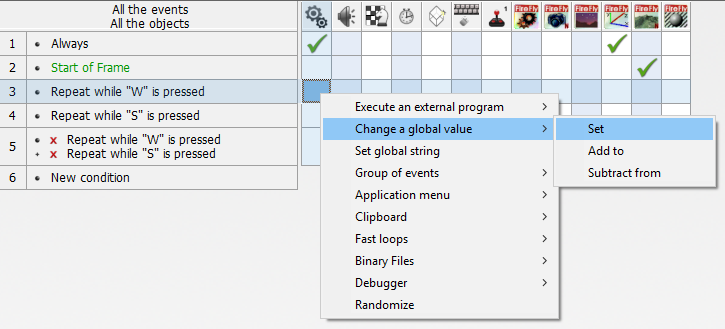 All the events
All the objects
1
FireFly
FireFly
N
FireFly
FireFly
FireFly
FireFly
1 Always
2 Start of Frame
3 Repeat while "W" is pressed
4 Repeat while "S" is pressed
5
x Repeat while "W" is pressed
+ x Repeat while "S" is pressed
6 New condition
Execute an external program
Change a global value
Set global string
Group of events
Application menu
Clipboard
Fast loops
Binary Files
Debugger
Randomize
Set
Add to
Subtract from